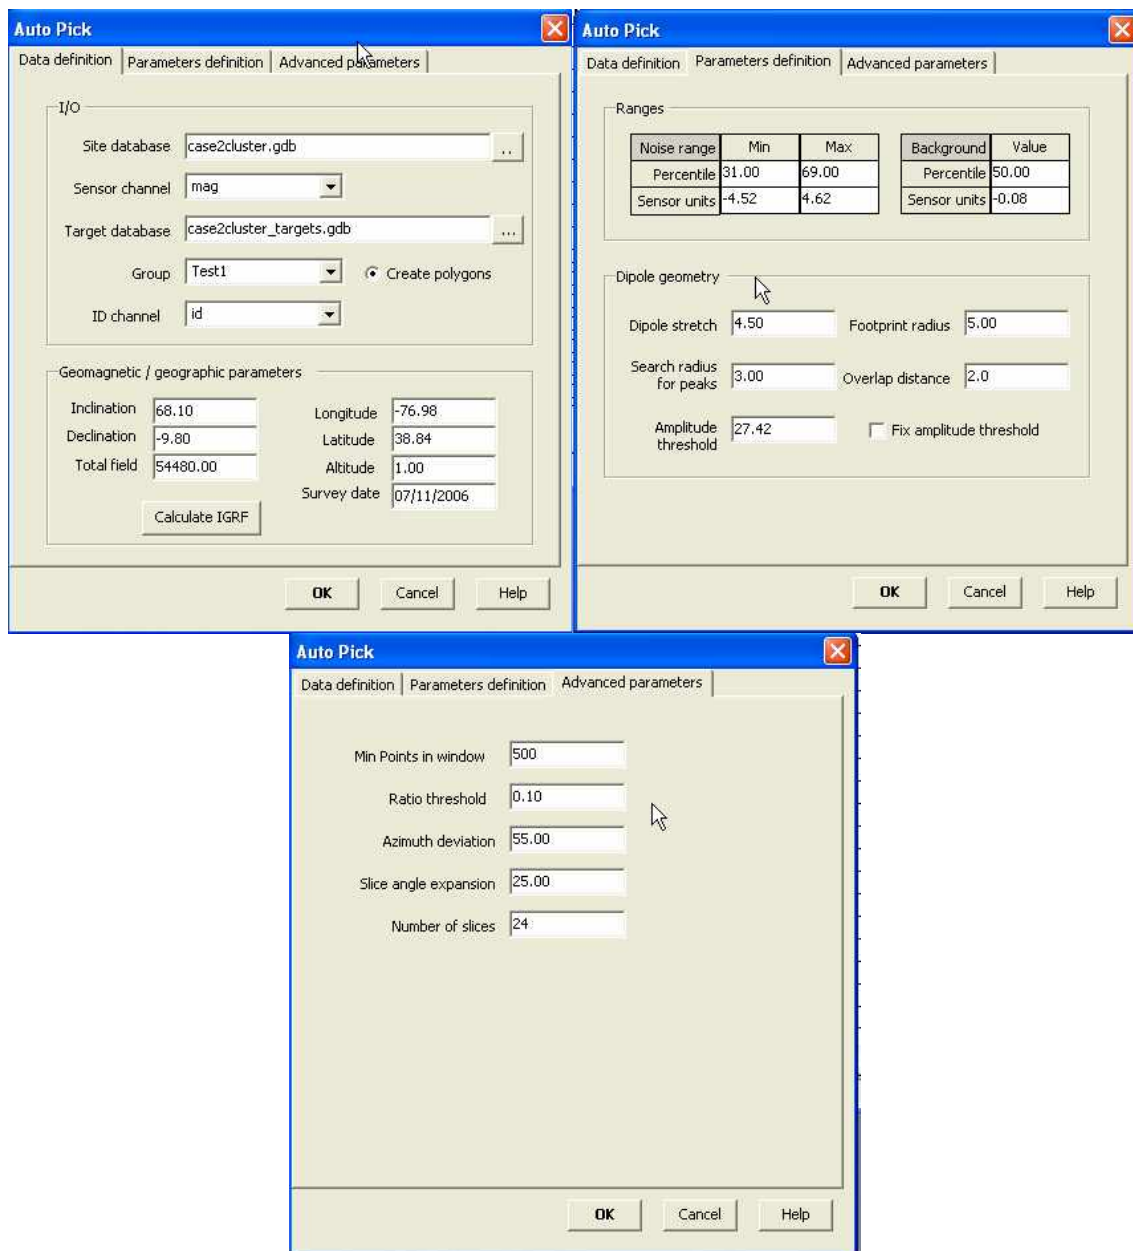 Auto Pick
Data definition Parameters definition Advanced parameters
I/O
Site database case2cluster.gdb ..
Sensor channel mag
Target database case2cluster_targets.gdb ...
Group Test1 Create polygons
ID channel id
Geomagnetic / geographic parameters
Inclination 68.10 Longitude -76.98
Declination -9.80 Latitude 38.84
Total field 54480.00 Altitude 1.00
Survey date 07/11/2006
Calculate IGRF
OK Cancel Help
Auto Pick
Data definition Parameters definition Advanced parameters
Ranges
Noise range Min Max Background Value
Percentile 31.00 69.00 Percentile 50.00
Sensor units -4.52 4.62 Sensor units -0.08
Dipole geometry
Dipole stretch 4.50 Footprint radius 5.00
Search radius
for peaks 3.00 Overlap distance 2.0
Amplitude
threshold 27.42 Fix amplitude threshold
OK Cancel Help
Auto Pick
Data definition Parameters definition Advanced parameters
Min Points in window 500
Ratio threshold 0.10
Azimuth deviation 55.00
Slice angle expansion 25.00
Number of slices 24
OK Cancel Help